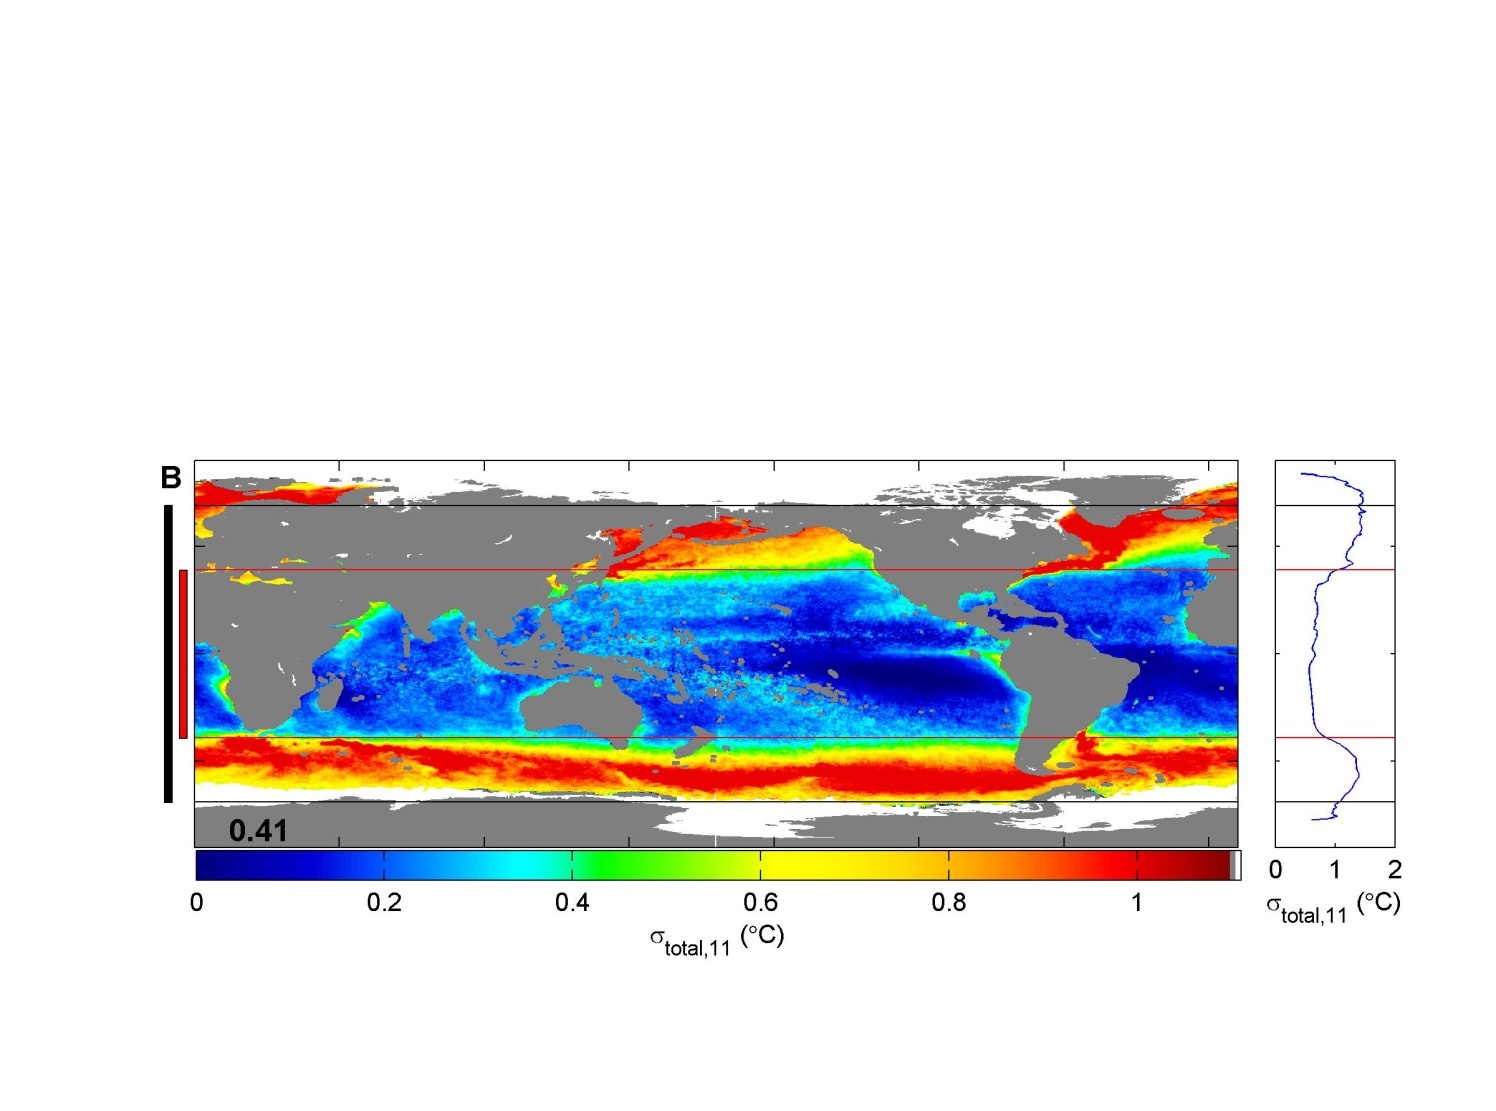 B
0.41
0 0.2 0.4 0.6 0.8 1
σtotal,11 (°C)
0 1 2
σtotal,11 (°C)